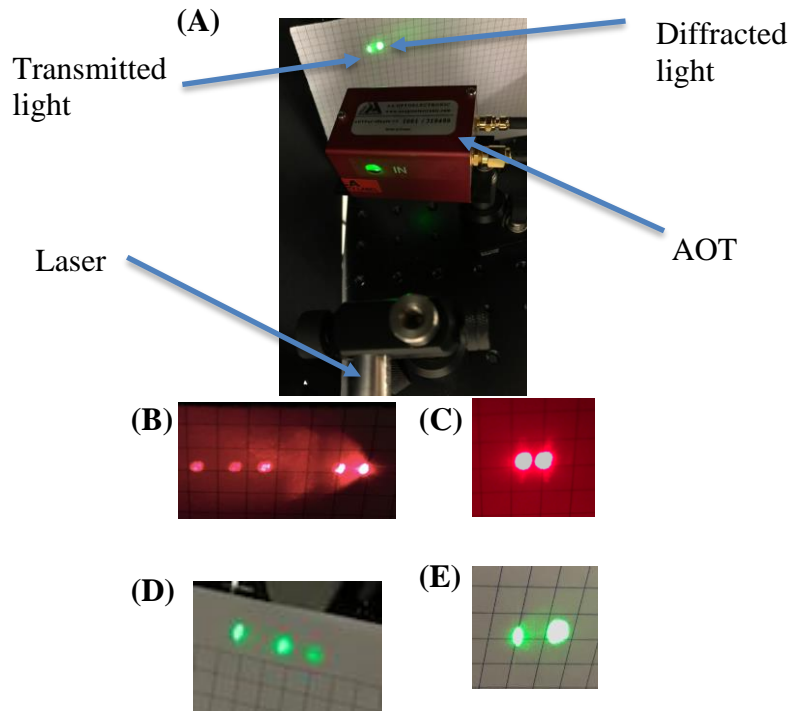 (A)
Transmitted
light
Diffracted
light
IN
Laser
AOT
(B)
(C)
(D)
(E)